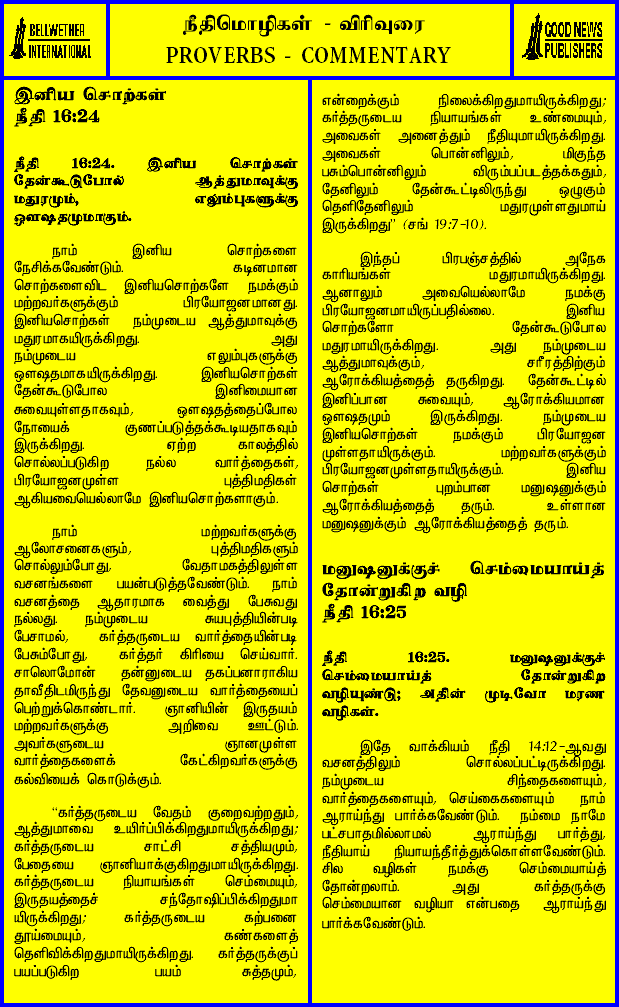 BELLWETHER
INTERNATIONAL
நீதிமொழிகள் - விரிவுரை
PROVERBS - COMMENTARY
GOOD NEWS
PUBLISHERS
இனிய சொற்கள்
நீதி 16:24
நீதி 16:24. இனிய சொற்கள்
தேன்கூடுபோல் ஆத்துமாவுக்கு
மதுரமும், எலும்புகளுக்கு
ஔஷதமுமாகும்.
நாம் இனிய சொற்களை
நேசிக்கவேண்டும். கடினமான
சொற்களைவிட இனியசொற்களே நமக்கும்
மற்றவர்களுக்கும் பிரயோஜனமானது.
இனியசொற்கள் நம்முடைய ஆத்துமாவுக்கு
மதுரமாகயிருக்கிறது. அது
நம்முடைய எலும்புகளுக்கு
ஔஷதமாகயிருக்கிறது. இனியசொற்கள்
தேன்கூடுபோல இனிமையான
சுவையுள்ளதாகவும், ஔஷதத்தைப்போல
நோயைக் குணப்படுத்தக்கூடியதாகவும்
இருக்கிறது. ஏற்ற காலத்தில்
சொல்லப்படுகிற நல்ல வார்த்தைகள்,
பிரயோஜனமுள்ள புத்திமதிகள்
ஆகியவையெல்லாமே இனியசொற்களாகும்.
நாம் மற்றவர்களுக்கு
ஆலோசனைகளும், புத்திமதிகளும்
சொல்லும்போது, வேதாமகத்திலுள்ள
வசனங்களை பயன்படுத்தவேண்டும். நாம்
வசனத்தை ஆதாரமாக வைத்து பேசுவது
நல்லது. நம்முடைய சுயபுத்தியின்படி
பேசாமல், கர்த்தருடைய வார்த்தையின்படி
பேசும்போது, கர்த்தர் கிரியை செய்வார்.
சாலொமோன் தன்னுடைய தகப்பனாராகிய
தாவீதிடமிருந்து தேவனுடைய வார்த்தையைப்
பெற்றுக்கொண்டார். ஞானியின் இருதயம்
மற்றவர்களுக்கு அறிவை ஊட்டும்.
அவர்களுடைய ஞானமுள்ள
வார்த்தைகளைக் கேட்கிறவர்களுக்கு
கல்வியைக் கொடுக்கும்.
"கர்த்தருடைய வேதம் குறைவற்றதும்,
ஆத்துமாவை உயிர்ப்பிக்கிறதுமாயிருக்கிறது;
கர்த்தருடைய சாட்சி சத்தியமும்,
பேதையை ஞானியாக்குகிறதுமாயிருக்கிறது.
கர்த்தருடைய நியாயங்கள் செம்மையும்,
இருதயத்தைச் சந்தோஷிப்பிக்கிறதுமா
யிருக்கிறது; கர்த்தருடைய கற்பனை
தூய்மையும், கண்களைத்
தெளிவிக்கிறதுமாயிருக்கிறது. கர்த்தருக்குப்
பயப்படுகிற பயம் சுத்தமும்,
என்றைக்கும் நிலைக்கிறதுமாயிருக்கிறது;
கர்த்தருடைய நியாயங்கள் உண்மையும்,
அவைகள் அனைத்தும் நீதியுமாயிருக்கிறது.
அவைகள் பொன்னிலும், மிகுந்த
பசும்பொன்னிலும் விரும்பப்படத்தக்கதும்,
தேனிலும் தேன்கூட்டிலிருந்து ஒழுகும்
தெளிதேனிலும் மதுரமுள்ளதுமாய்
இருக்கிறது" (சங் 19:7-10).
இந்தப் பிரபஞ்சத்தில் அநேக
காரியங்கள் மதுரமாயிருக்கிறது.
ஆனாலும் அவையெல்லாமே நமக்கு
பிரயோஜனமாயிருப்பதில்லை. இனிய
சொற்களோ தேன்கூடுபோல
மதுரமாயிருக்கிறது. அது நம்முடைய
ஆத்துமாவுக்கும், சரீரத்திற்கும்
ஆரோக்கியத்தைத் தருகிறது. தேன்கூட்டில்
இனிப்பான சுவையும், ஆரோக்கியமான
ஔஷதமும் இருக்கிறது. நம்முடைய
இனியசொற்கள் நமக்கும் பிரயோஜன
முள்ளதாயிருக்கும். மற்றவர்களுக்கும்
பிரயோஜனமுள்ளதாயிருக்கும். இனிய
சொற்கள் புறம்பான மனுஷனுக்கும்
ஆரோக்கியத்தைத் தரும். உள்ளான
மனுஷனுக்கும் ஆரோக்கியத்தைத் தரும்.
மனுஷனுக்குச் செம்மையாய்த்
தோன்றுகிற வழி
நீதி 16:25
நீதி 16:25. மனுஷனுக்குச்
செம்மையாய்த் தோன்றுகிற
வழியுண்டு; அதின் முடிவோ மரண
வழிகள்.
இதே வாக்கியம் நீதி 14:12-ஆவது
வசனத்திலும் சொல்லப்பட்டிருக்கிறது.
நம்முடைய சிந்தைகளையும்,
வார்த்தைகளையும், செய்கைகளையும் நாம்
ஆராய்ந்து பார்க்கவேண்டும். நம்மை நாமே
பட்சபாதமில்லாமல் ஆராய்ந்து பார்த்து,
நீதியாய் நியாயந்தீர்த்துக்கொள்ளவேண்டும்.
சில வழிகள் நமக்கு செம்மையாய்த்
தோன்றலாம். அது கர்த்தருக்கு
செம்மையான வழியா என்பதை ஆராய்ந்து
பார்க்கவேண்டும்.